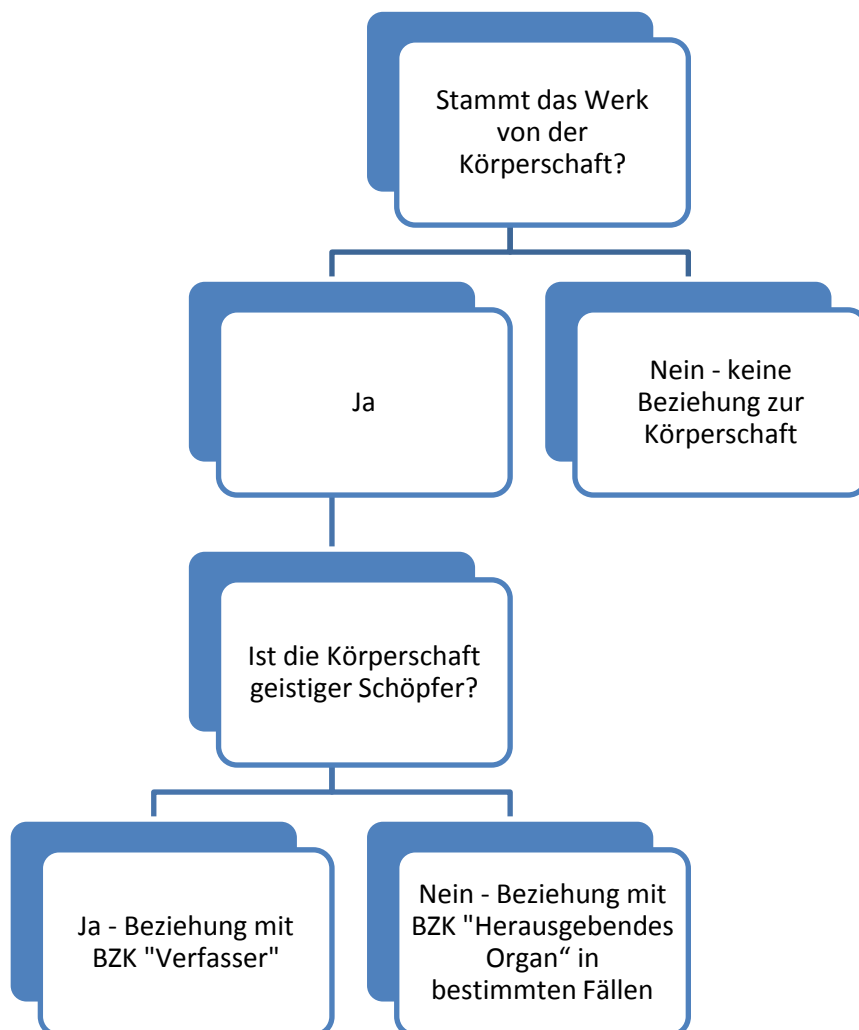 Stammt das Werk
von der
Körperschaft?
Ja
Nein - keine
Beziehung zur
Körperschaft
Ist die Körperschaft
geistiger Schöpfer?
Ja - Beziehung mit
BZK "Verfasser"
Nein - Beziehung mit
BZK "Herausgebendes
Organ“ in
bestimmten Fällen